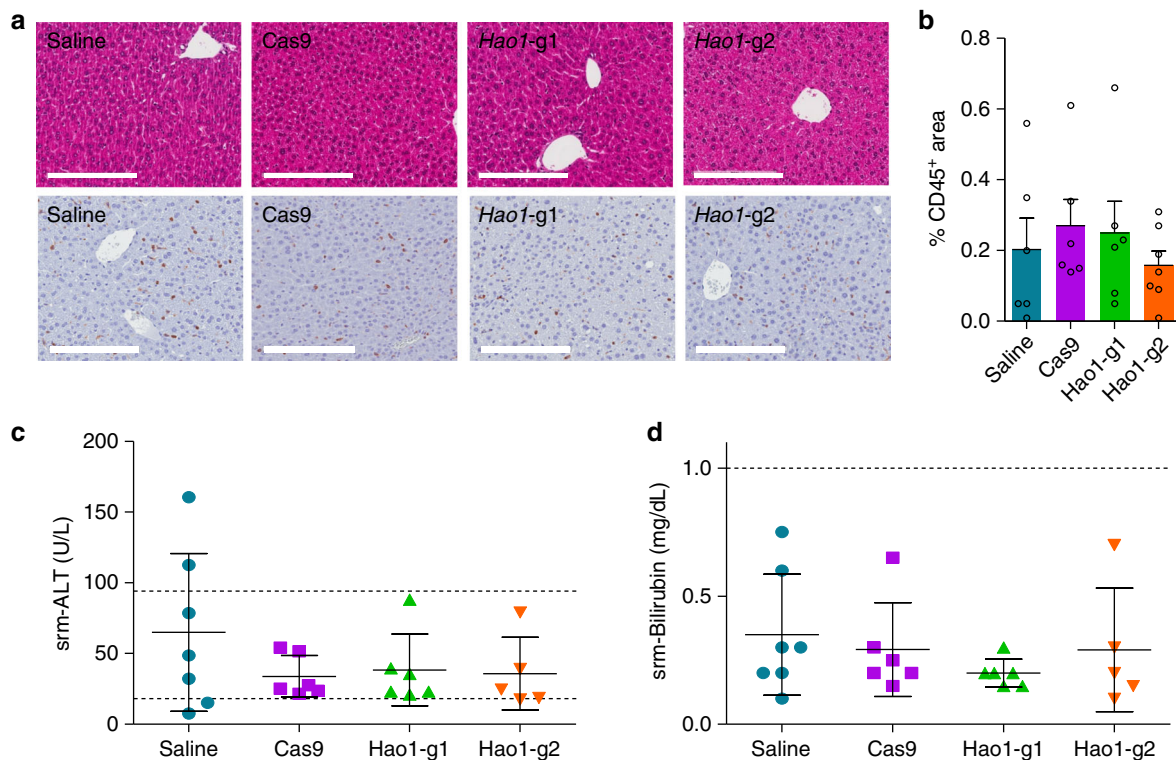 a
Saline
Cas9
Hao1-g1
Hao1-g2
Saline
Cas9
Hao1-g1
Hao1-g2
b
% CD45⁺ area
0.8
0.6
0.4
0.2
0.0
Saline
Cas9
Hao1-g1
Hao1-g2
c
srm-ALT (U/L)
200
150
100
50
0
Saline
Cas9
Hao1-g1
Hao1-g2
d
srm-Bilirubin (mg/dL)
1.0
0.5
0.0
Saline
Cas9
Hao1-g1
Hao1-g2